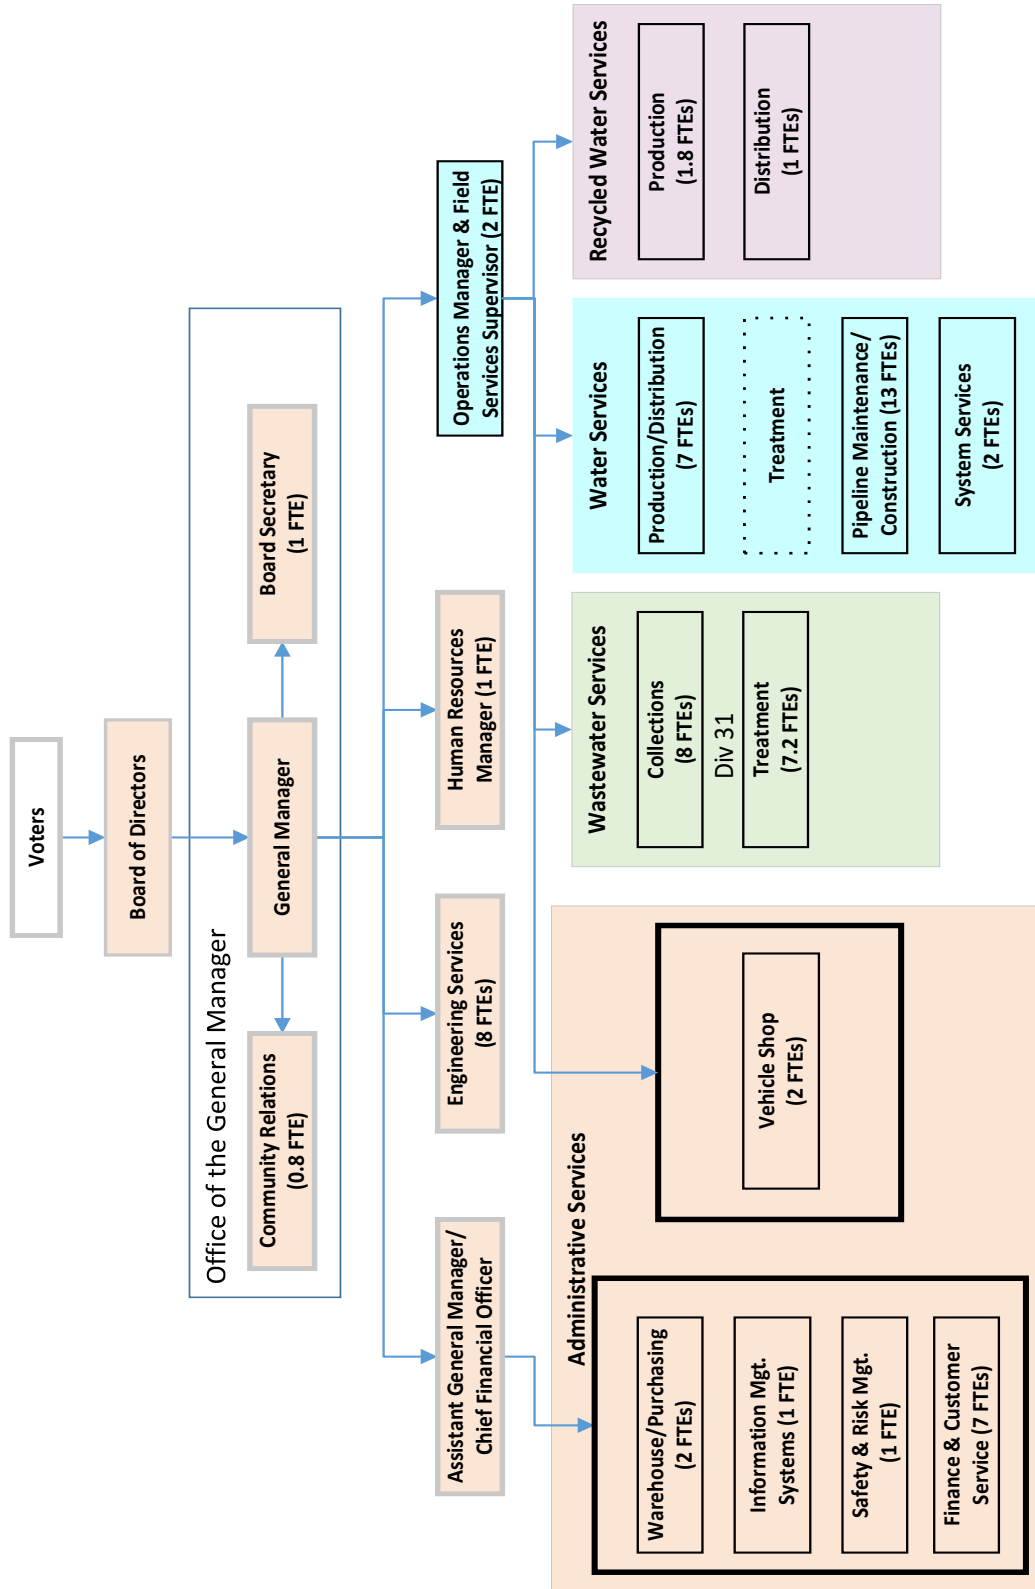 Voters
Board of Directors
Office of the General Manager
Community Relations
(0.8 FTE)
General Manager
Board Secretary
(1 FTE)
Assistant General Manager/
Chief Financial Officer
Engineering Services
(8 FTEs)
Human Resources
Manager (1 FTE)
Operations Manager & Field
Services Supervisor (2 FTE)
Administrative Services
Warehouse/Purchasing
(2 FTEs)
Information Mgt.
Systems (1 FTE)
Safety & Risk Mgt.
(1 FTE)
Finance & Customer
Service (7 FTEs)
Vehicle Shop
(2 FTEs)
Wastewater Services
Collections
(8 FTEs)
Div 31
Treatment
(7.2 FTEs)
Water Services
Production/Distribution
(7 FTEs)
Treatment
Pipeline Maintenance/
Construction (13 FTEs)
System Services
(2 FTEs)
Recycled Water Services
Production
(1.8 FTEs)
Distribution
(1 FTEs)